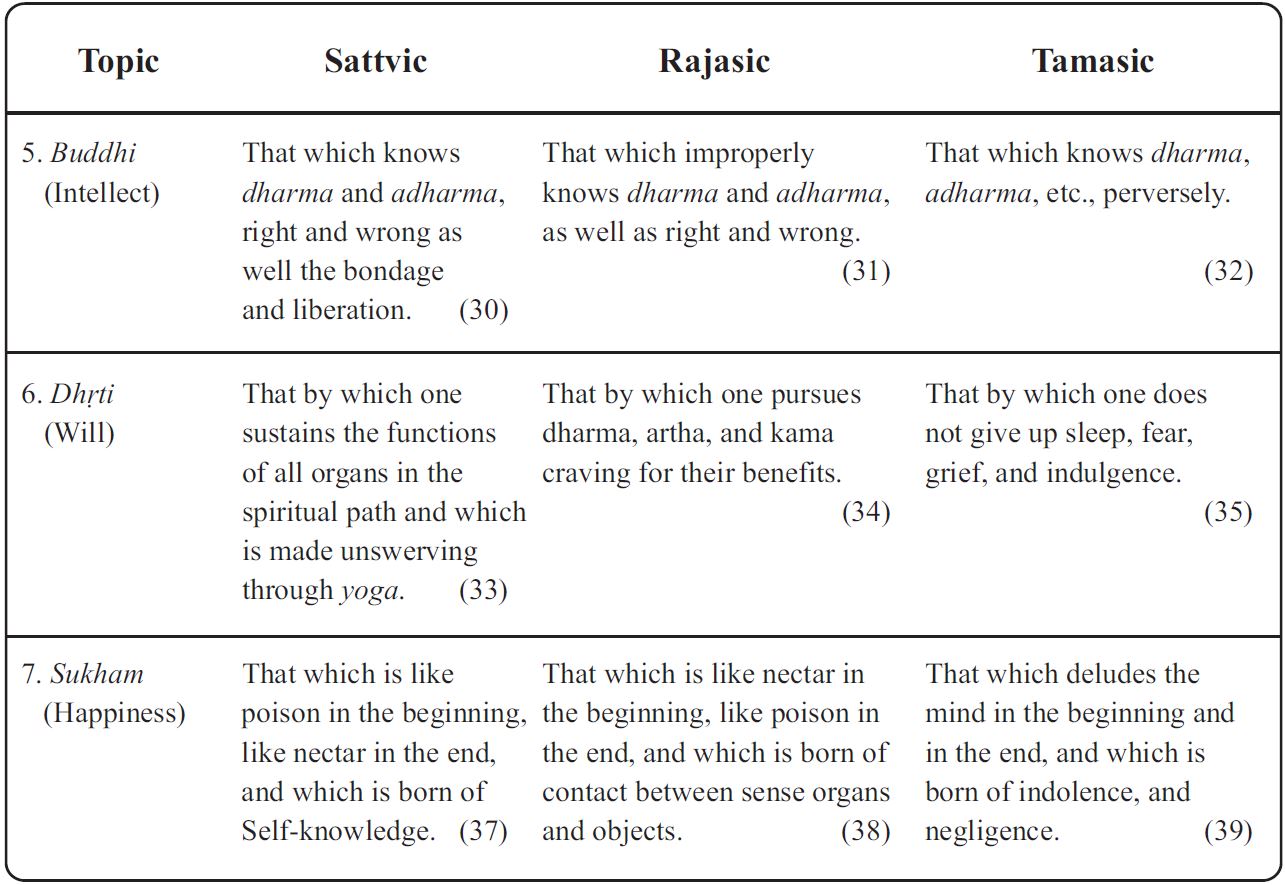 Topic Sattvic Rajasic Tamasic
5. Buddhi
(Intellect)
That which knows
dharma and adharma,
right and wrong as
well the bondage
and liberation. (30)
That which improperly
knows dharma and adharma,
as well as right and wrong.
(31)
That which knows dharma,
adharma, etc., perversely.
(32)
6. Dhṛti
(Will)
That by which one
sustains the functions
of all organs in the
spiritual path and which
is made unswerving
through yoga. (33)
That by which one pursues
dharma, artha, and kama
craving for their benefits.
(34)
That by which one does
not give up sleep, fear,
grief, and indulgence.
(35)
7. Sukham
(Happiness)
That which is like
poison in the beginning,
like nectar in the end,
and which is born of
Self-knowledge. (37)
That which is like nectar in
the beginning, like poison in
the end, and which is born of
contact between sense organs
and objects. (38)
That which deludes the
mind in the beginning and
in the end, and which is
born of indolence, and
negligence. (39)